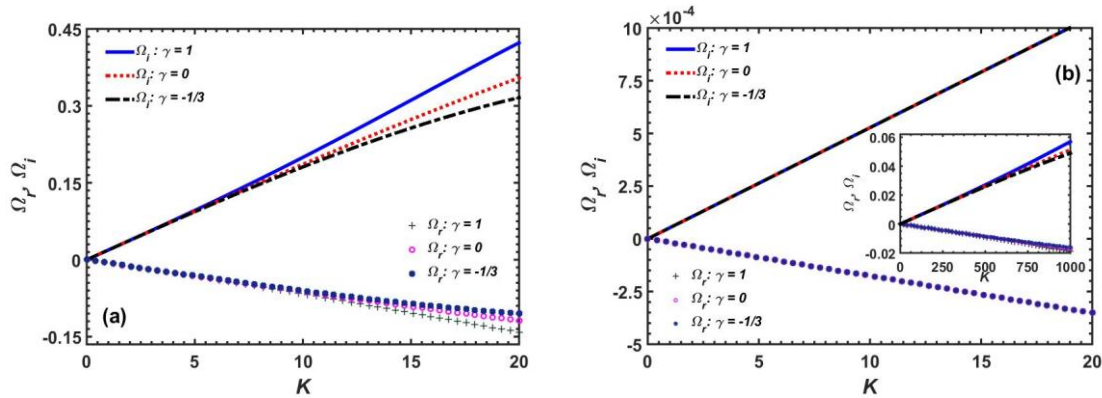 (a)
0.45
0.3
0.15
0
-0.15
Ωᵣ, Ωᵢ
Ωᵢ: γ = 1
Ωᵢ: γ = 0
Ωᵢ: γ = -1/3
Ωᵣ: γ = 1
Ωᵣ: γ = 0
Ωᵣ: γ = -1/3
(a)
0 5 10 15 20
K
×10⁻⁴
10
7.5
5
2.5
0
-2.5
-5
Ωᵣ, Ωᵢ
Ωᵢ: γ = 1
Ωᵢ: γ = 0
Ωᵢ: γ = -1/3
(b)
0.06
0.04
0.02
0.00
-0.02
Ωᵣ, Ωᵢ
0 250 500 750 1000
K
Ωᵣ: γ = 1
Ωᵣ: γ = 0
Ωᵣ: γ = -1/3
0 5 10 15 20
K